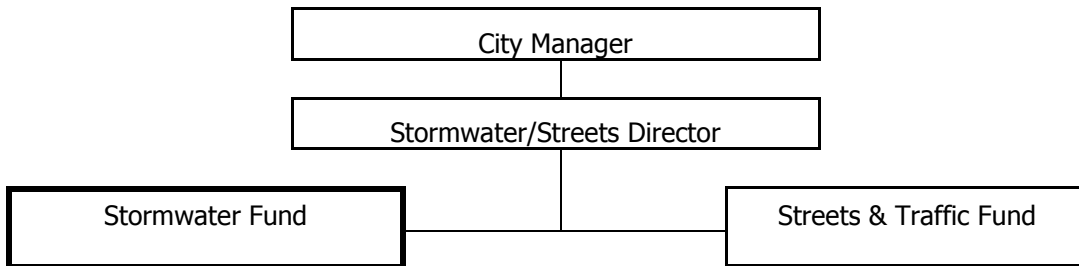 City Manager
Stormwater/Streets Director
Stormwater Fund
Streets & Traffic Fund